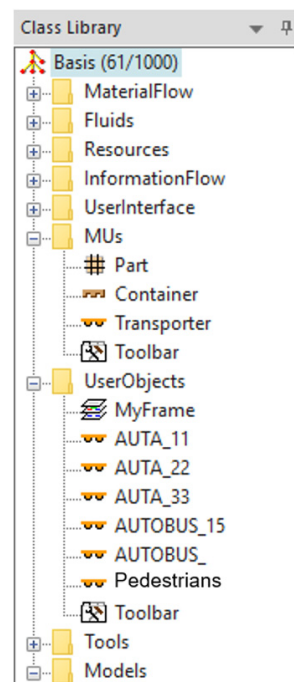 Class Library
Basis (61/1000)
MaterialFlow
Fluids
Resources
InformationFlow
UserInterface
MUs
Part
Container
Transporter
Toolbar
UserObjects
MyFrame
AUTA_11
AUTA_22
AUTA_33
AUTOBUS_15
AUTOBUS_
Pedestrians
Toolbar
Tools
Models